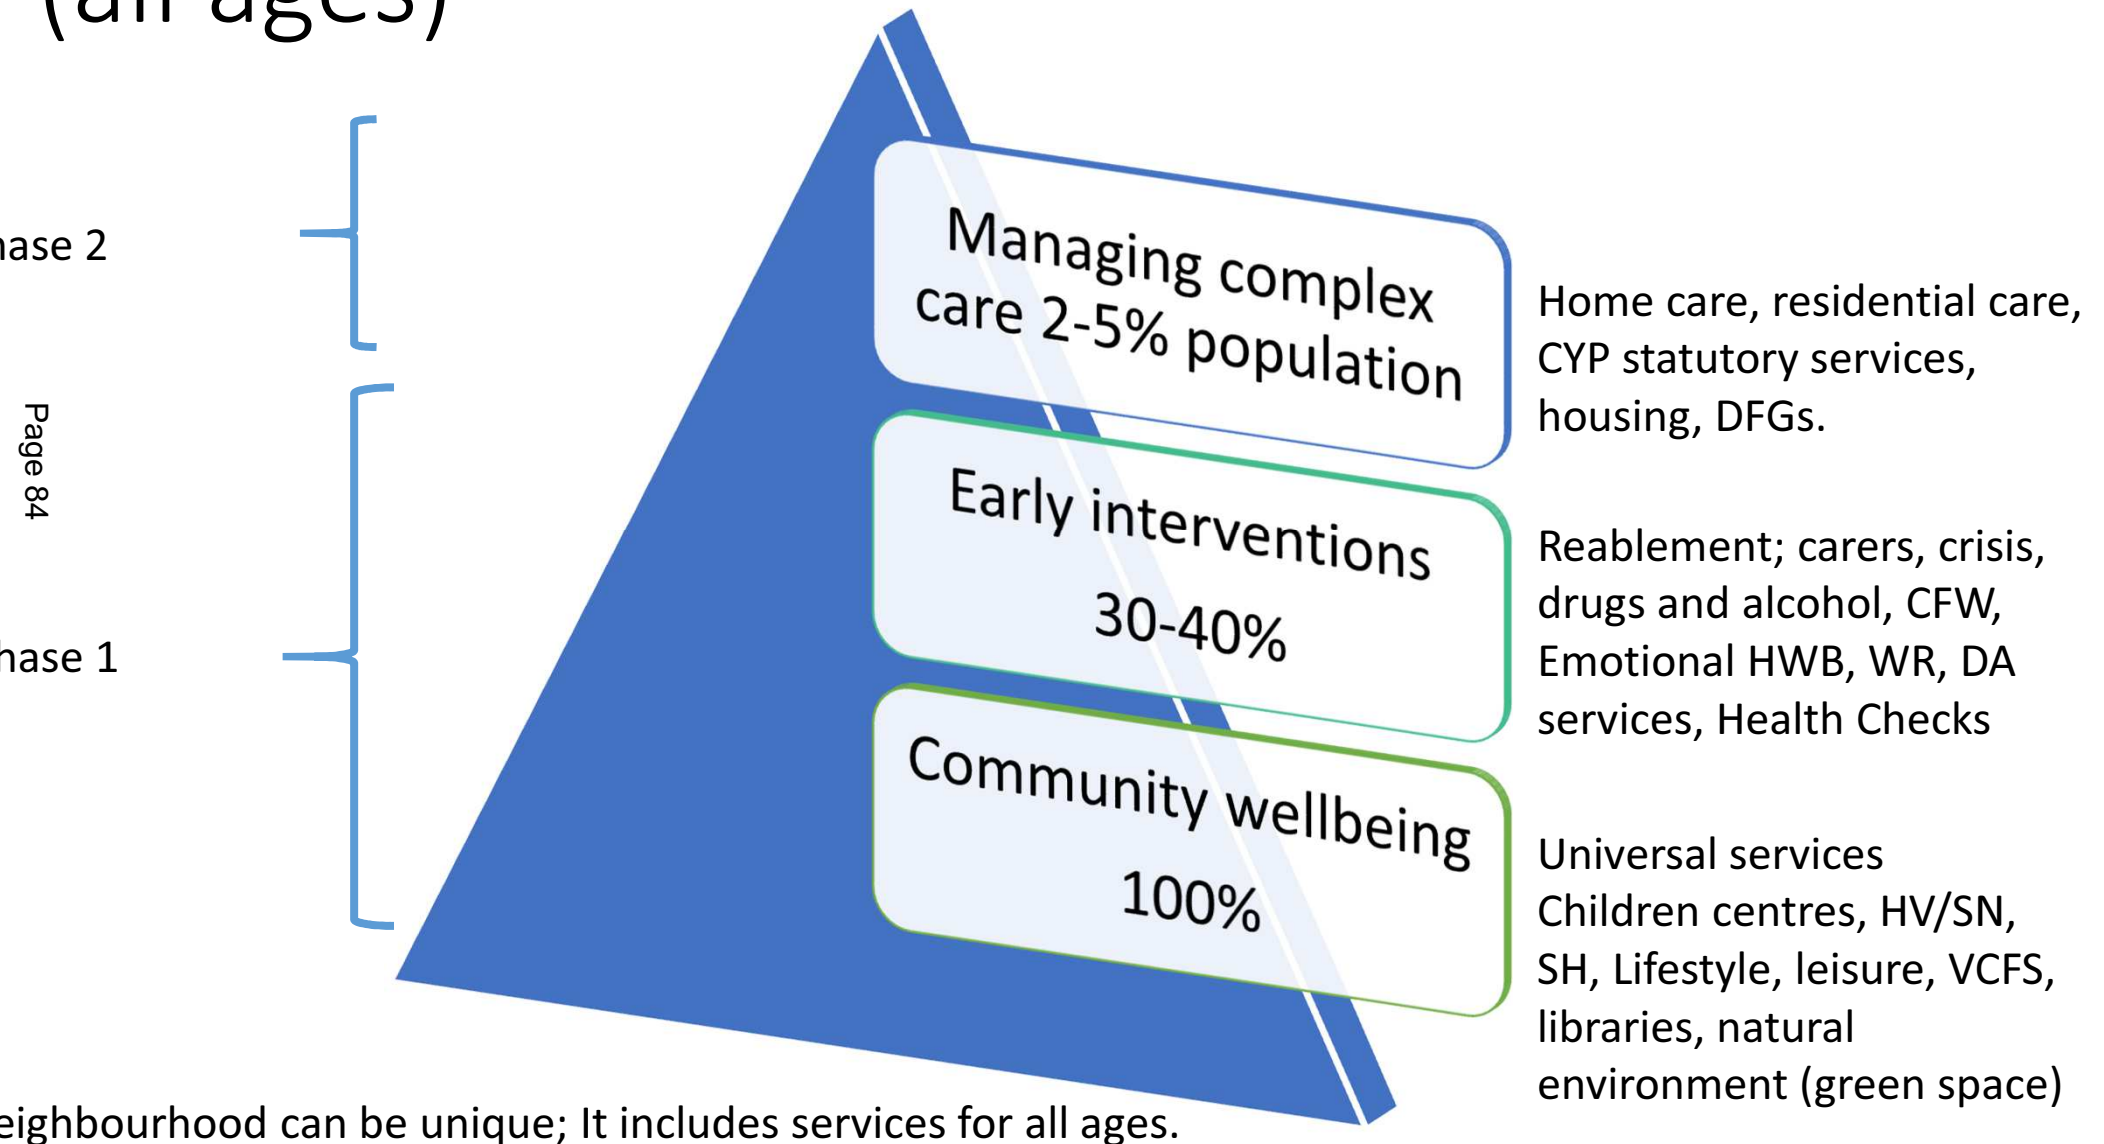 (all ages)
hase 2
Page 84
hase 1
Managing complex
care 2-5% population
Home care, residential care,
CYP statutory services,
housing, DFGs.
Early interventions
30-40%
Reablement; carers, crisis,
drugs and alcohol, CFW,
Emotional HWB, WR, DA
services, Health Checks
Community wellbeing
100%
Universal services
Children centres, HV/SN,
SH, Lifestyle, leisure, VCFS,
libraries, natural
environment (green space)
eighbourhood can be unique; It includes services for all ages.